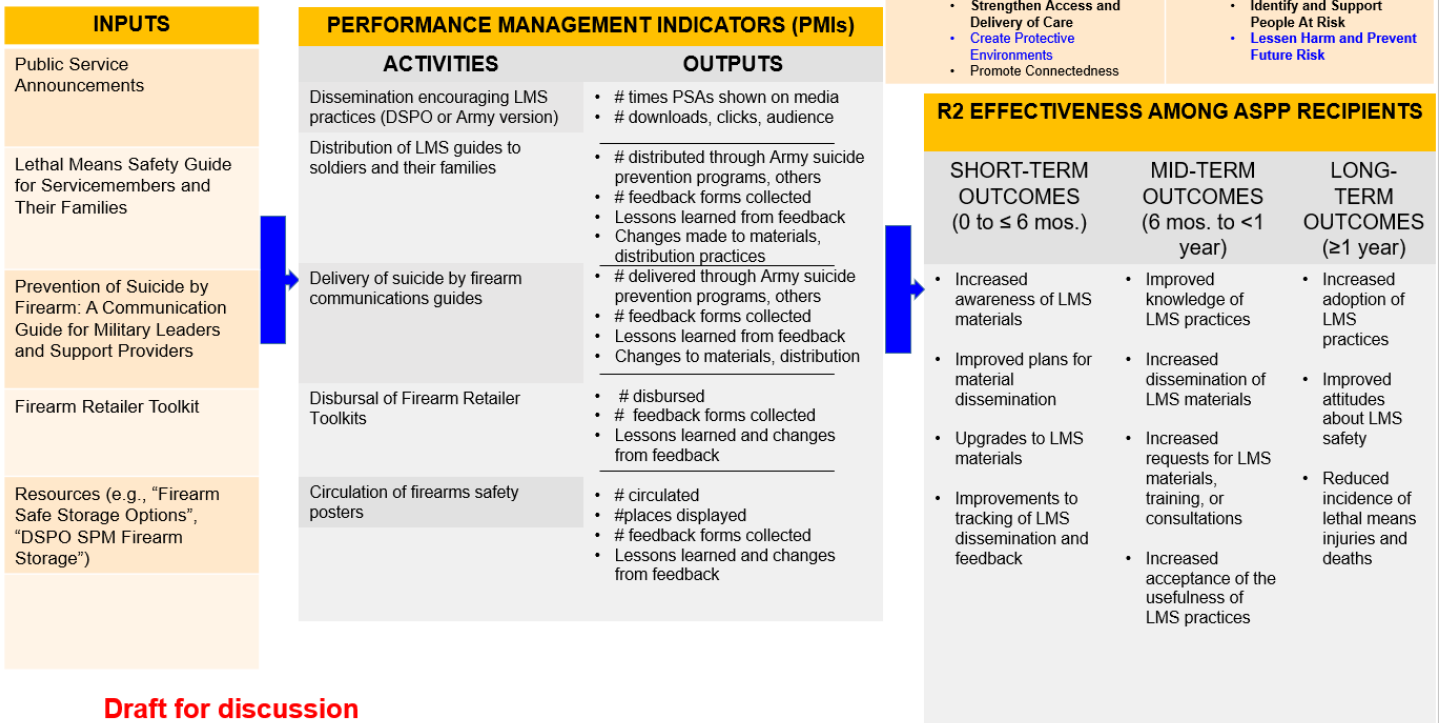 INPUTS
Public Service
Announcements
Lethal Means Safety Guide
for Servicemembers and
Their Families
Prevention of Suicide by
Firearm: A Communication
Guide for Military Leaders
and Support Providers
Firearm Retailer Toolkit
Resources (e.g., “Firearm
Safe Storage Options”,
“DSPO SPM Firearm
Storage”)
PERFORMANCE MANAGEMENT INDICATORS (PMIs)
ACTIVITIES
Dissemination encouraging LMS
practices (DSPO or Army version)
Distribution of LMS guides to
soldiers and their families
Delivery of suicide by firearm
communications guides
Disbursal of Firearm Retailer
Toolkits
Circulation of firearms safety
posters
OUTPUTS
• # times PSAs shown on media
• # downloads, clicks, audience
• # distributed through Army suicide
prevention programs, others
• # feedback forms collected
• Lessons learned from feedback
• Changes made to materials,
distribution practices
• # delivered through Army suicide
prevention programs, others
• # feedback forms collected
• Lessons learned from feedback
• Changes to materials, distribution
• # disbursed
• # feedback forms collected
• Lessons learned and changes
from feedback
• # circulated
• #places displayed
• # feedback forms collected
• Lessons learned and changes
from feedback
• Strengthen Access and
Delivery of Care
• Create Protective
Environments
• Promote Connectedness
• Identify and Support
People At Risk
• Lessen Harm and Prevent
Future Risk
R2 EFFECTIVENESS AMONG ASPP RECIPIENTS
SHORT-TERM
OUTCOMES
(0 to ≤ 6 mos.)
• Increased
awareness of LMS
materials
• Improved plans for
material
dissemination
• Upgrades to LMS
materials
• Improvements to
tracking of LMS
dissemination and
feedback
MID-TERM
OUTCOMES
(6 mos. to <1
year)
• Improved
knowledge of
LMS practices
• Increased
dissemination of
LMS materials
• Increased
requests for LMS
materials,
training, or
consultations
• Increased
acceptance of the
usefulness of
LMS practices
LONG-
TERM
OUTCOMES
(≥1 year)
• Increased
adoption of
LMS
practices
• Improved
attitudes
about LMS
safety
• Reduced
incidence of
lethal means
injuries and
deaths
Draft for discussion